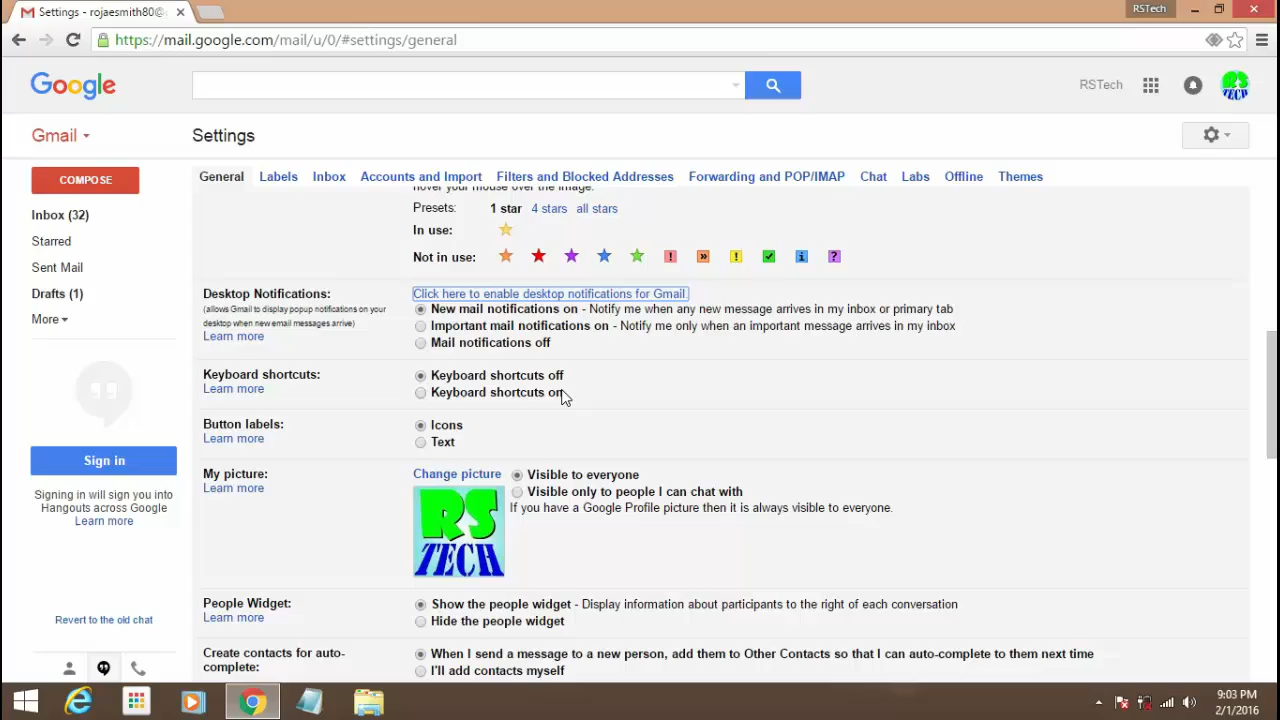 Settings - rojaesmith80@
RSTech
https://mail.google.com/mail/u/0/#settings/general
Google
RSTech
RS
TECH
Gmail
Settings
COMPOSE
General Labels Inbox Accounts and Import Filters and Blocked Addresses Forwarding and POP/IMAP Chat Labs Offline Themes
Inbox (32)
Starred
Sent Mail
Drafts (1)
More
hover your mouse over the image.
Presets: 1 star 4 stars all stars
In use:
Not in use:
Desktop Notifications:
(allows Gmail to display popup notifications on your
desktop when new email messages arrive)
Learn more
Click here to enable desktop notifications for Gmail.
New mail notifications on - Notify me when any new message arrives in my inbox or primary tab
Important mail notifications on - Notify me only when an important message arrives in my inbox
Mail notifications off
Keyboard shortcuts:
Learn more
Keyboard shortcuts off
Keyboard shortcuts on
Button labels:
Learn more
Icons
Text
My picture:
Learn more
Change picture
RS
TECH
Visible to everyone
Visible only to people I can chat with
If you have a Google Profile picture then it is always visible to everyone.
People Widget:
Learn more
Show the people widget - Display information about participants to the right of each conversation
Hide the people widget
Create contacts for auto-
complete:
When I send a message to a new person, add them to Other Contacts so that I can auto-complete to them next time
I'll add contacts myself
Sign in
Signing in will sign you into
Hangouts across Google
Learn more
Revert to the old chat
9:03 PM
2/1/2016